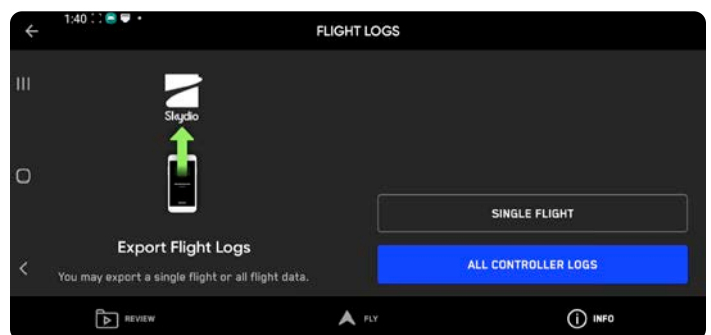 1:40
FLIGHT LOGS
Skydio
Export Flight Logs
You may export a single flight or all flight data.
SINGLE FLIGHT
ALL CONTROLLER LOGS
REVIEW
FLY
INFO